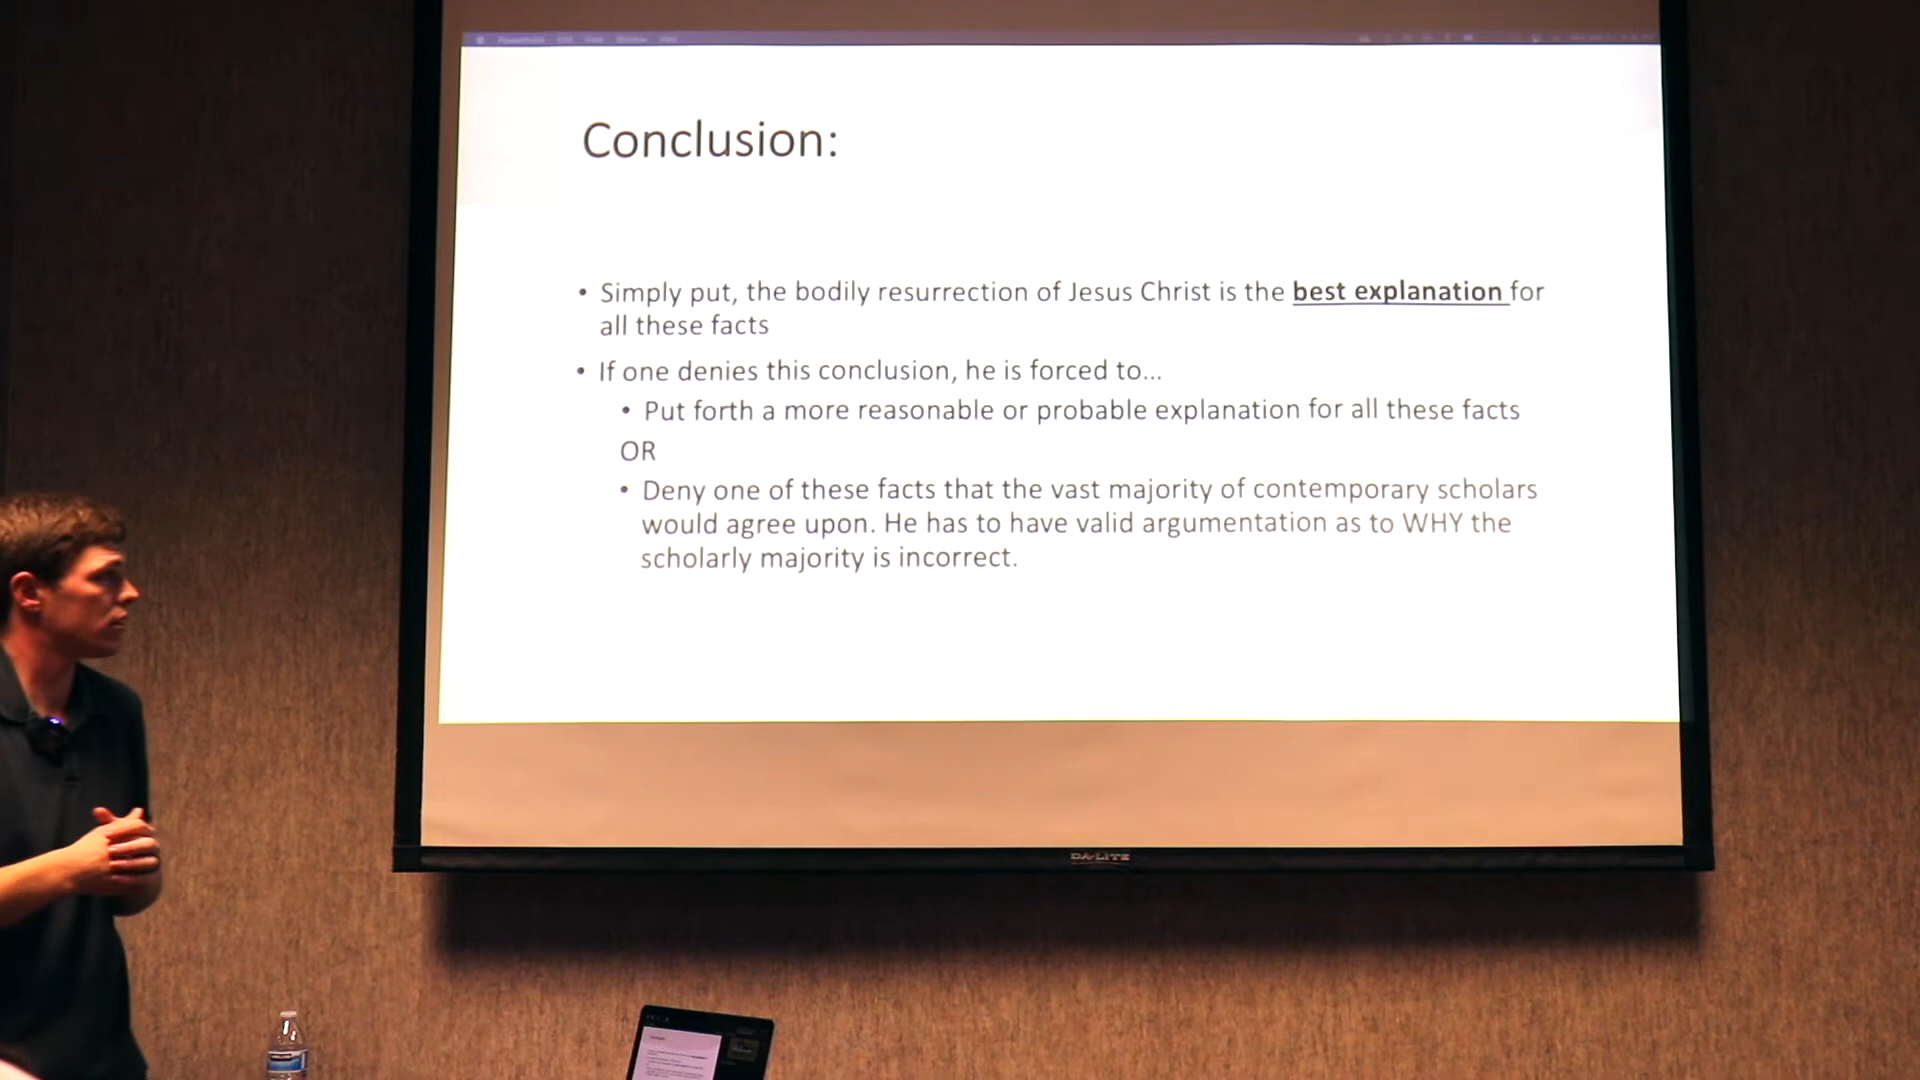 Conclusion:
• Simply put, the bodily resurrection of Jesus Christ is the best explanation for
all these facts
• If one denies this conclusion, he is forced to...
• Put forth a more reasonable or probable explanation for all these facts
OR
• Deny one of these facts that the vast majority of contemporary scholars
would agree upon. He has to have valid argumentation as to WHY the
scholarly majority is incorrect.
DA-LITE